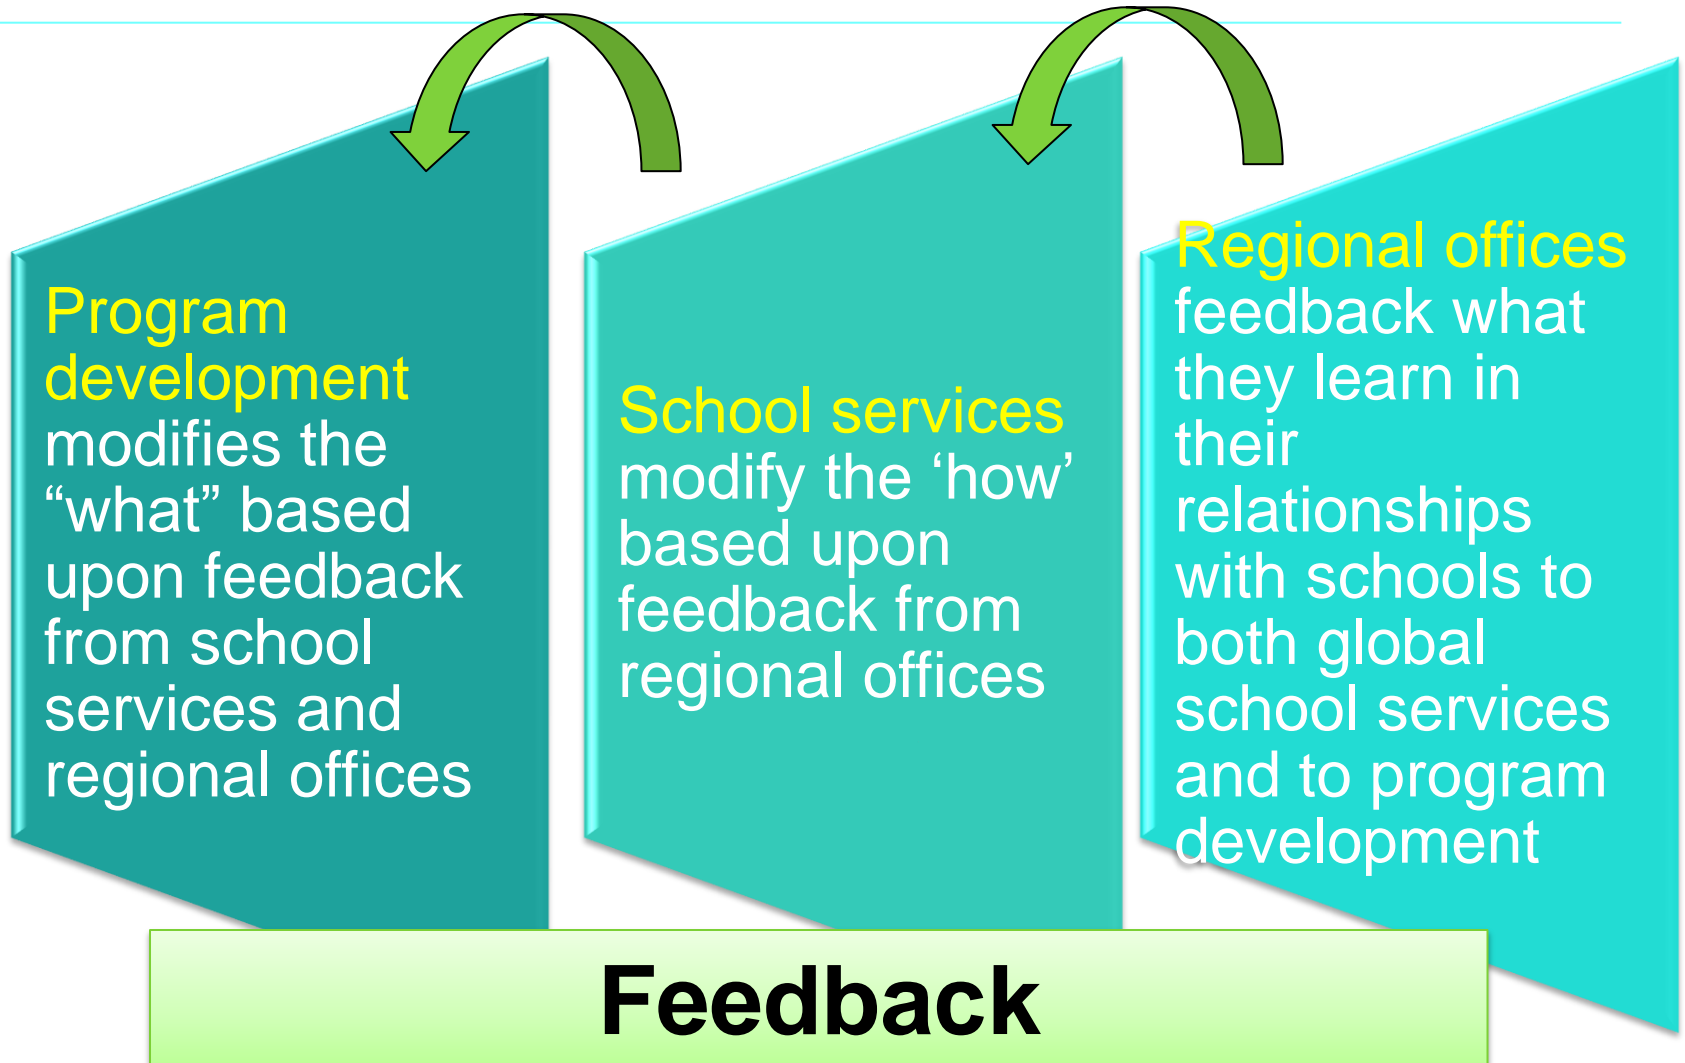 Program
development
modifies the
“what” based
upon feedback
from school
services and
regional offices
School services
modify the ‘how’
based upon
feedback from
regional offices
Regional offices
feedback what
they learn in
their
relationships
with schools to
both global
school services
and to program
development
Feedback